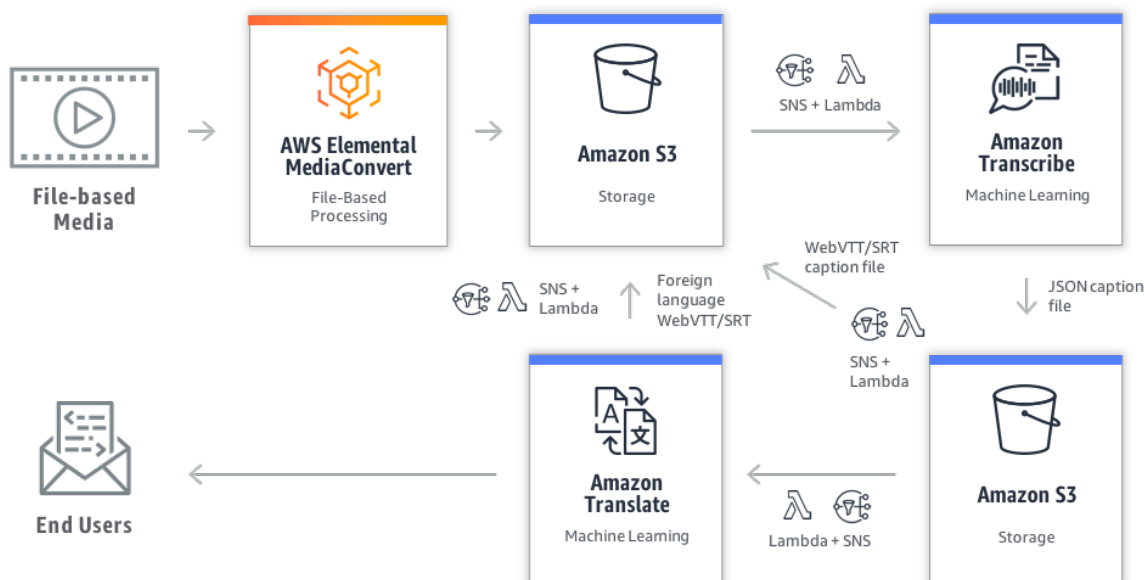 File-based
Media
AWS Elemental
MediaConvert
File-Based
Processing
Amazon S3
Storage
SNS + Lambda
Amazon
Transcribe
Machine Learning
JSON caption
file
WebVTT/SRT
caption file
SNS +
Lambda
Foreign
language
WebVTT/SRT
SNS +
Lambda
Amazon S3
Storage
Lambda + SNS
A
文
Amazon
Translate
Machine Learning
End Users